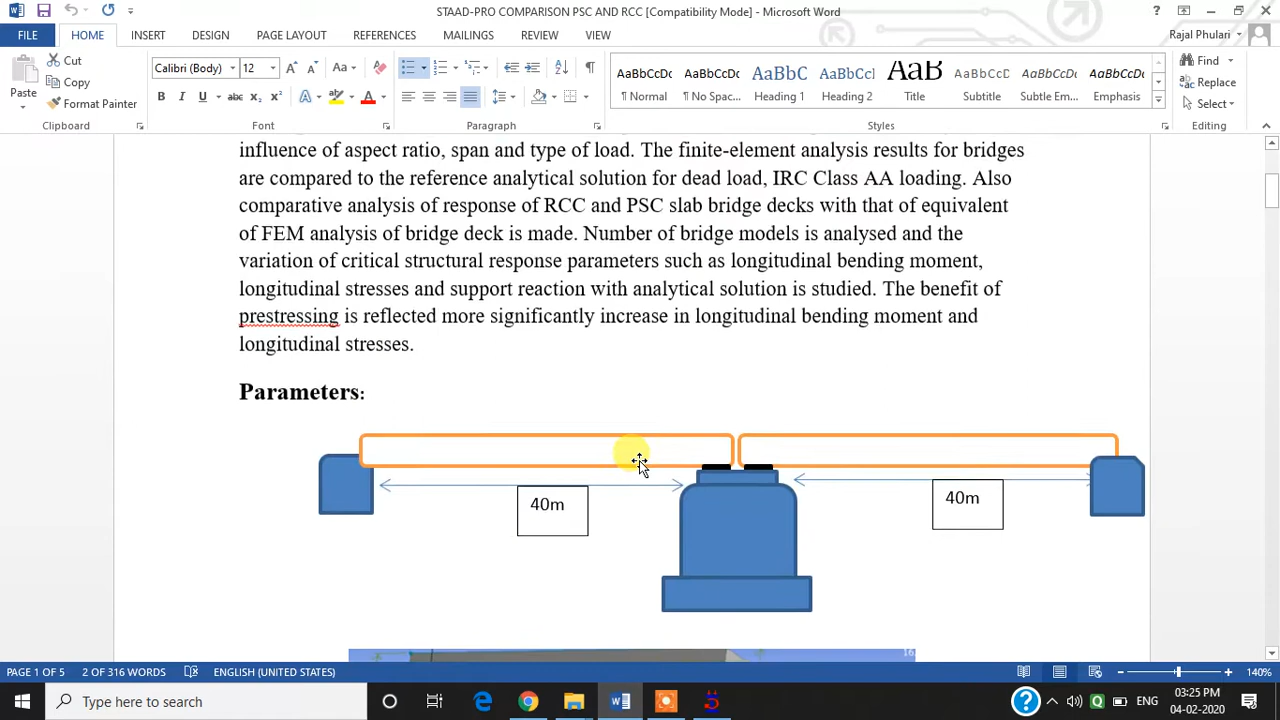 STAAD-PRO COMPARISON PSC AND RCC [Compatibility Mode] - Microsoft Word
FILE HOME INSERT DESIGN PAGE LAYOUT REFERENCES MAILINGS REVIEW VIEW Rajal Phulari
Paste
Cut
Copy
Format Painter
Calibri (Body) 12
AaBbCcDc AaBbCcDc AaBbC AaBbCcI AaB AaBbCcDc AaBbCcDc AaBbCcDc
¶ Normal ¶ No Spac... Heading 1 Heading 2 Title Subtitle Subtle Em... Emphasis
Find
Replace
Select
Clipboard Font Paragraph Styles Editing
influence of aspect ratio, span and type of load. The finite-element analysis results for bridges
are compared to the reference analytical solution for dead load, IRC Class AA loading. Also
comparative analysis of response of RCC and PSC slab bridge decks with that of equivalent
of FEM analysis of bridge deck is made. Number of bridge models is analysed and the
variation of critical structural response parameters such as longitudinal bending moment,
longitudinal stresses and support reaction with analytical solution is studied. The benefit of
prestressing is reflected more significantly increase in longitudinal bending moment and
longitudinal stresses.
Parameters:
40m
40m
16.
PAGE 1 OF 5 2 OF 316 WORDS ENGLISH (UNITED STATES) 140%
Type here to search
ENG
03:25 PM
04-02-2020